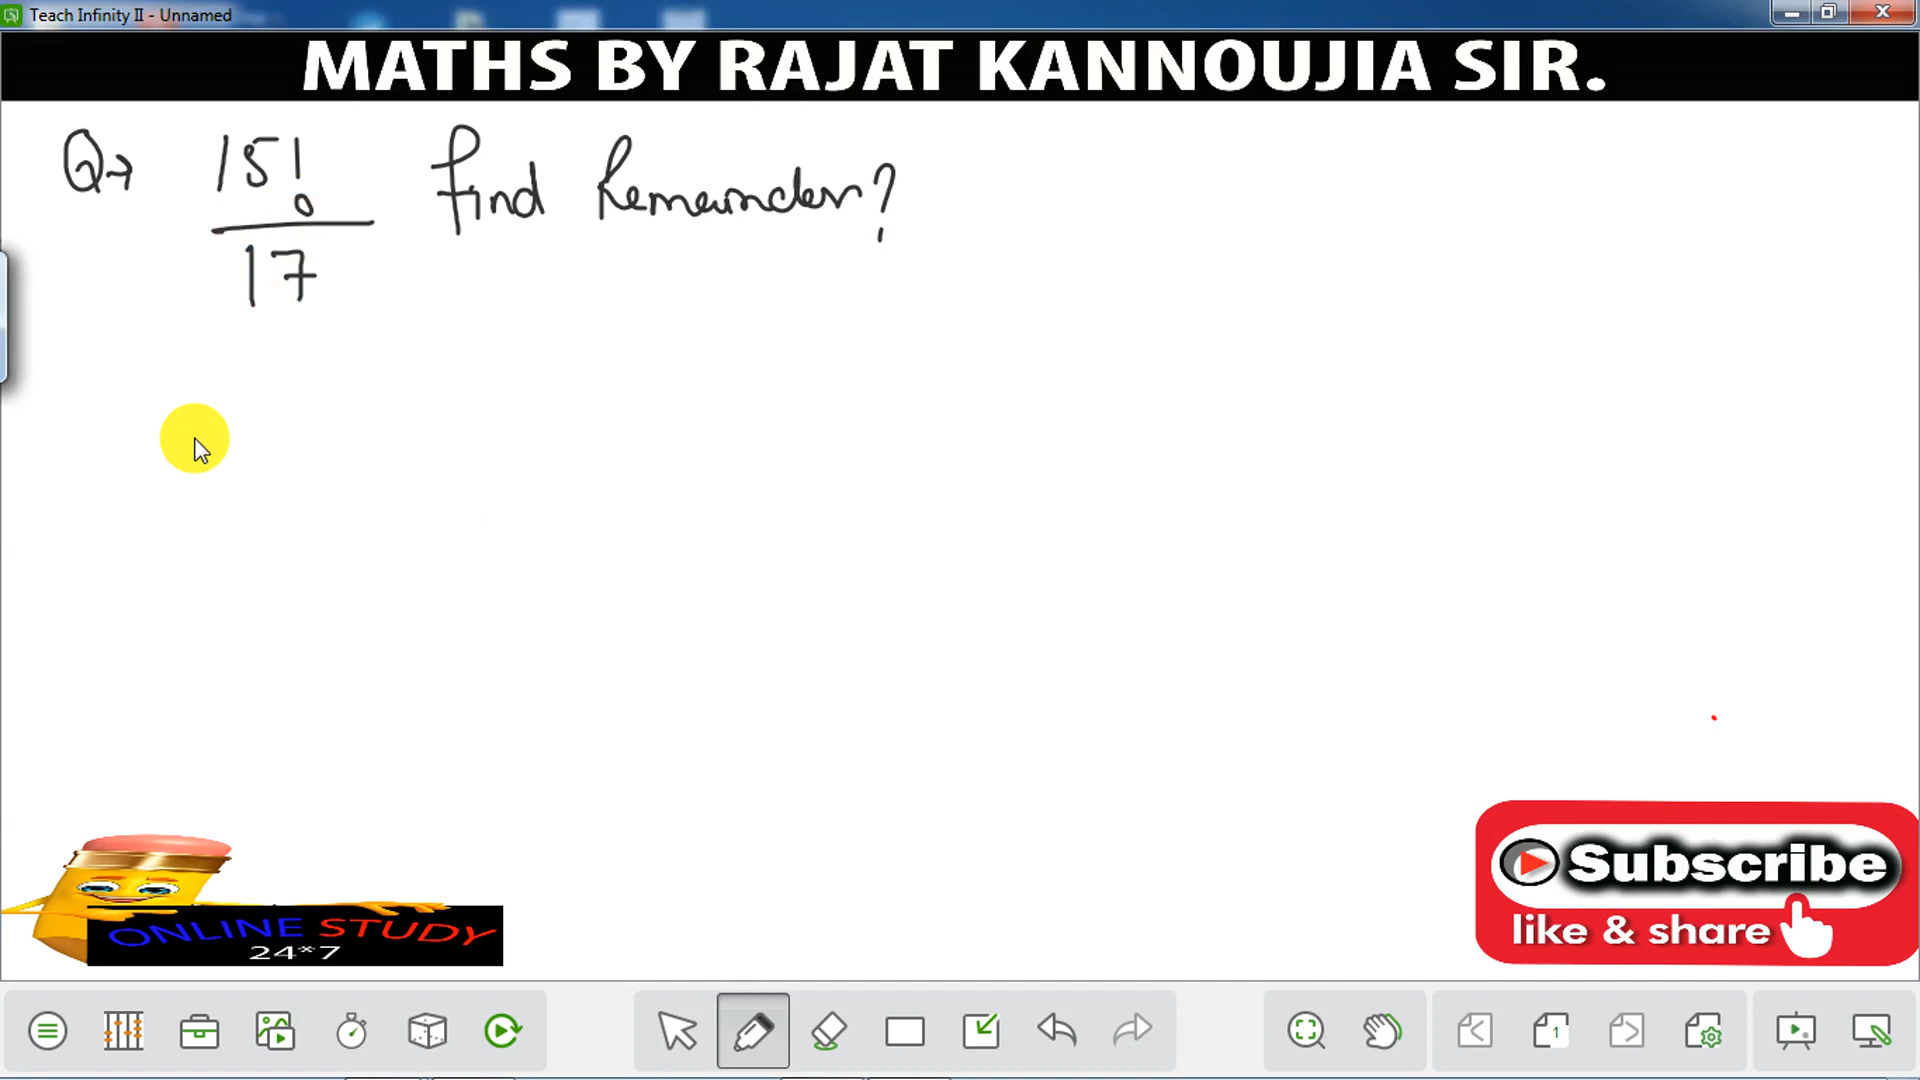 Teach Infinity II - Unnamed
MATHS BY RAJAT KANNOUJIA SIR.
Q→ 15! find Remainder?
17
ONLINE STUDY
24*7
Subscribe
like & share
1